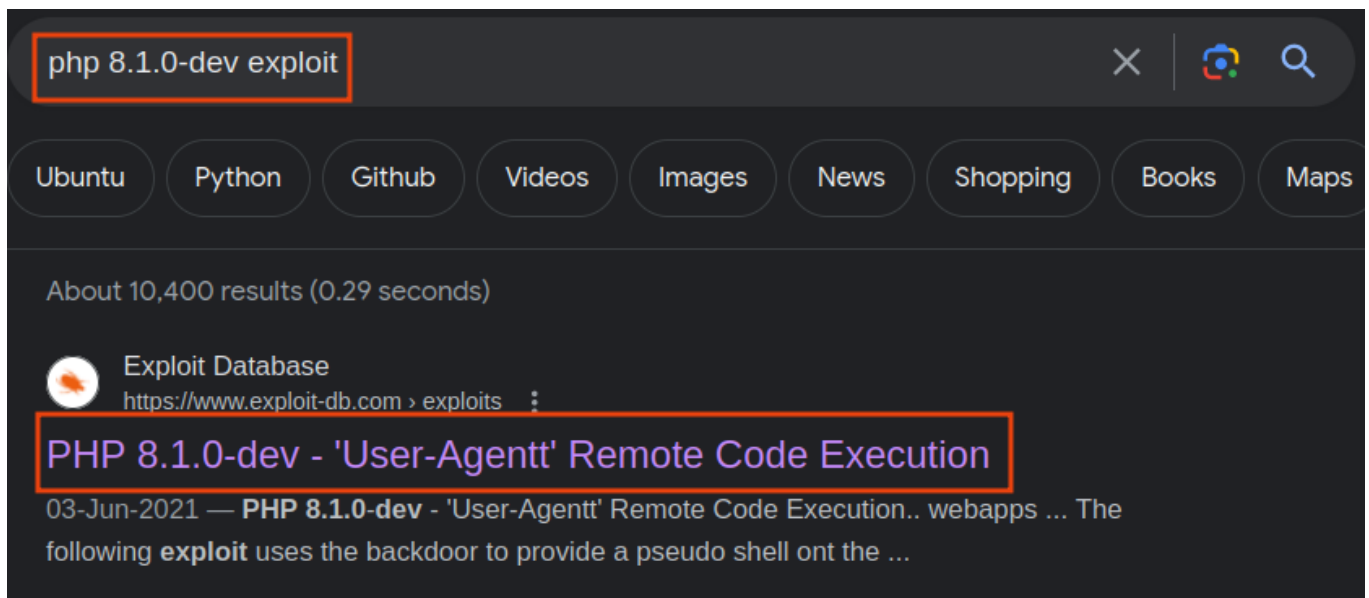 php 8.1.0-dev exploit
Ubuntu Python Github Videos Images News Shopping Books Maps
About 10,400 results (0.29 seconds)
Exploit Database
https://www.exploit-db.com › exploits
PHP 8.1.0-dev - 'User-Agentt' Remote Code Execution
03-Jun-2021 — PHP 8.1.0-dev - 'User-Agentt' Remote Code Execution.. webapps ... The
following exploit uses the backdoor to provide a pseudo shell ont the ...